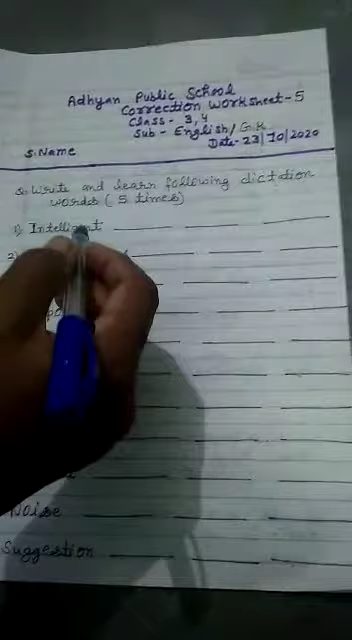 Adhyan Public School
Correction Worksheet-5
Class - 3,4
Sub - English/G.K
Date- 23/10/2020
S.Name
Q. Write and learn following dictation
words ( 5 times)
1) Intelligent
2)
Noise
Suggestion